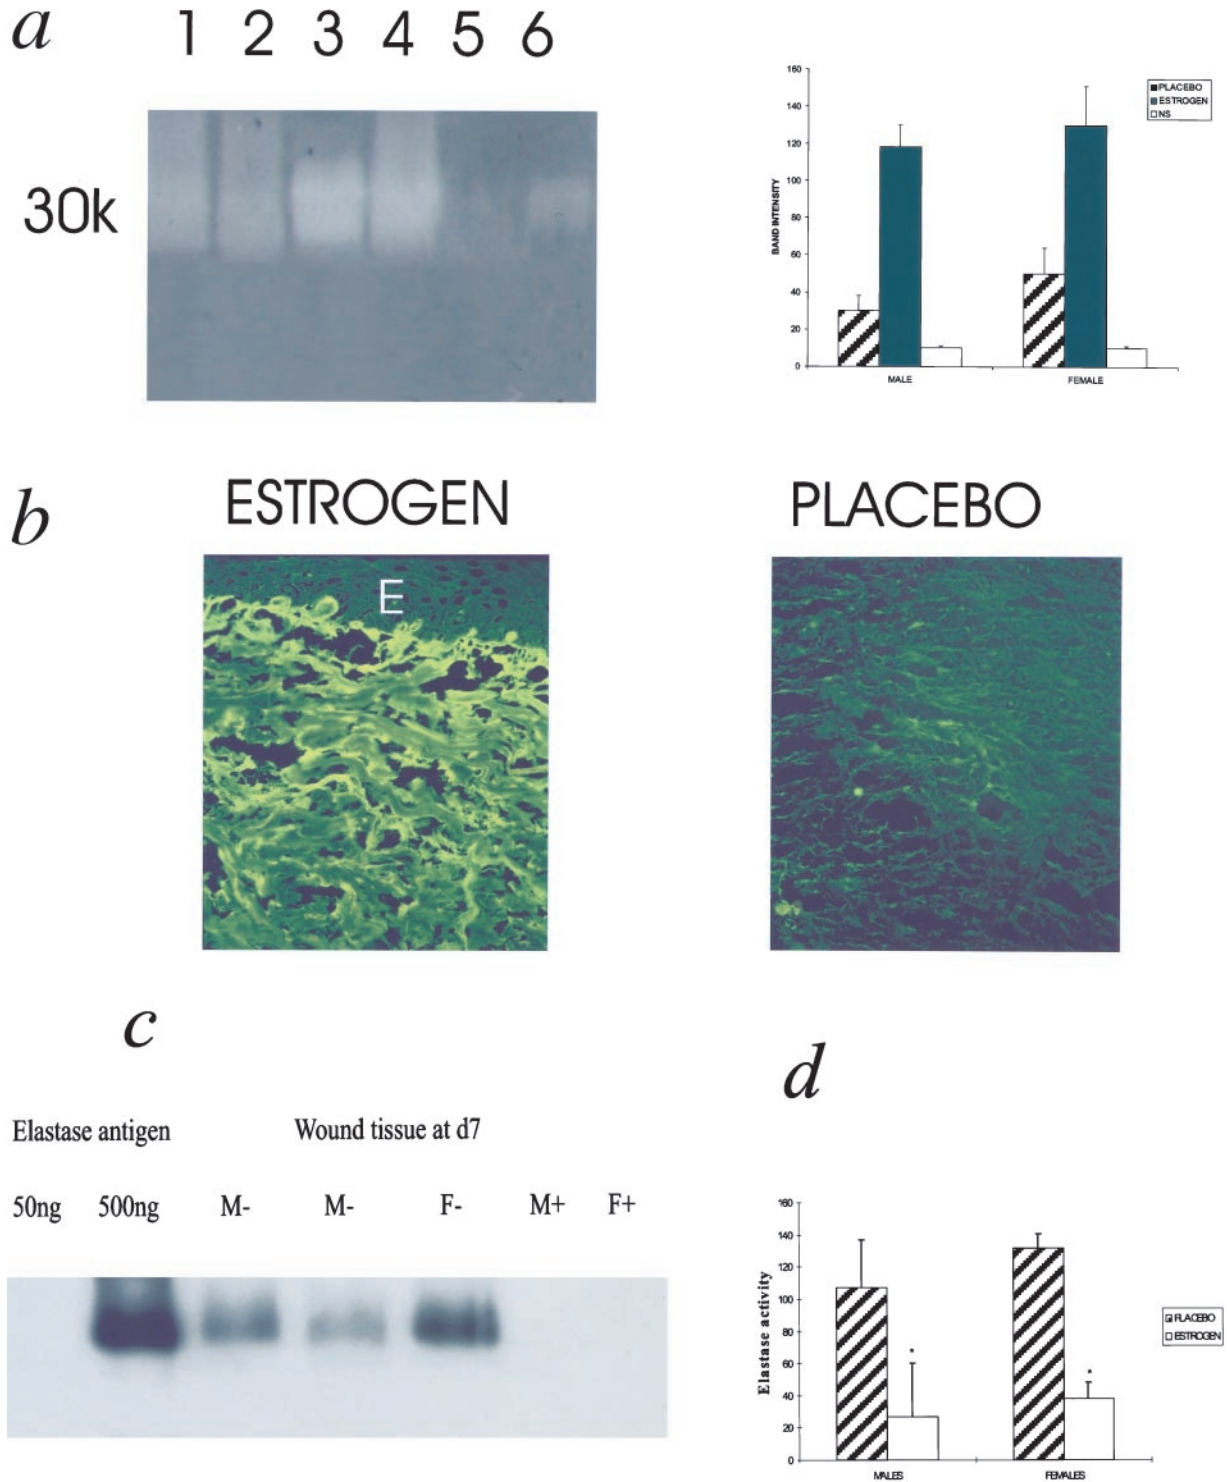 a
1 2 3 4 5 6
30k
160
140
120
100
80
60
40
20
0
BAND INTENSITY
MALE
FEMALE
PLACEBO
ESTROGEN
NS
b
ESTROGEN
PLACEBO
E
c
Elastase antigen
Wound tissue at d7
50ng 500ng M- M- F- M+ F+
d
160
140
120
100
80
60
40
20
0
Elastase activity
*
*
MALES
FEMALES
PLACEBO
ESTROGEN